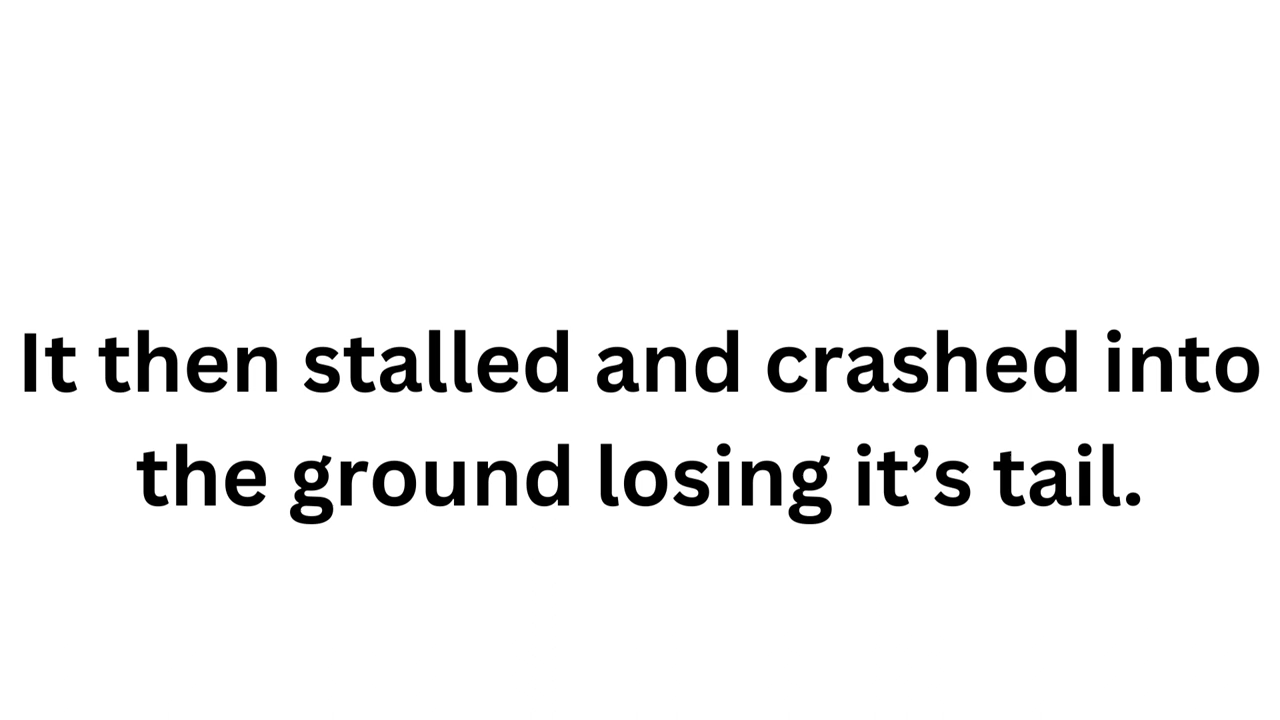 It then stalled and crashed into
the ground losing it’s tail.